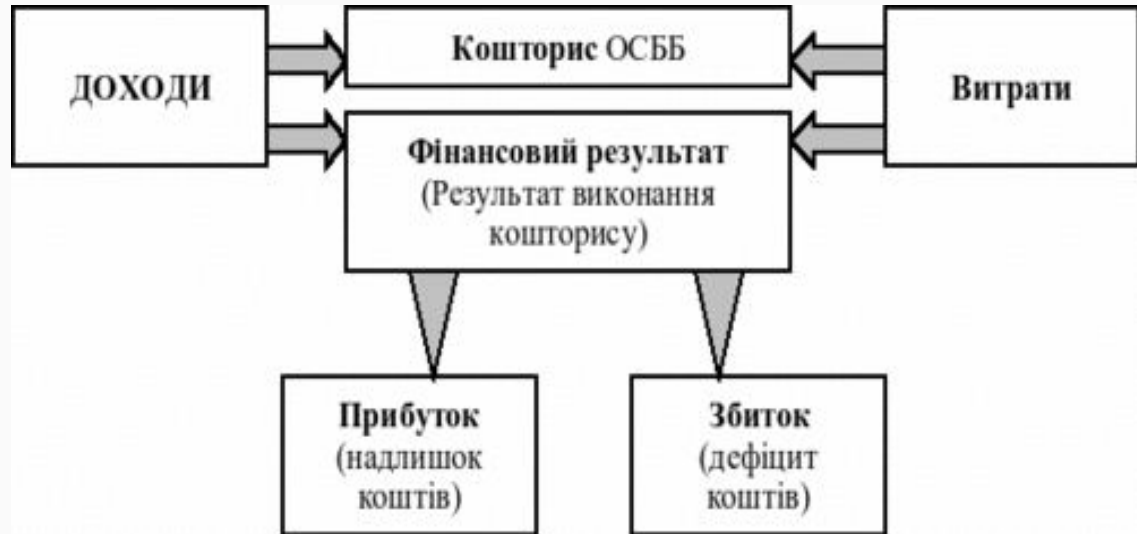 ДОХОДИ
Кошторис ОСББ
Витрати
Фінансовий результат
(Результат виконання
кошторису)
Прибуток
(надлишок
коштів)
Збиток
(дефіцит
коштів)